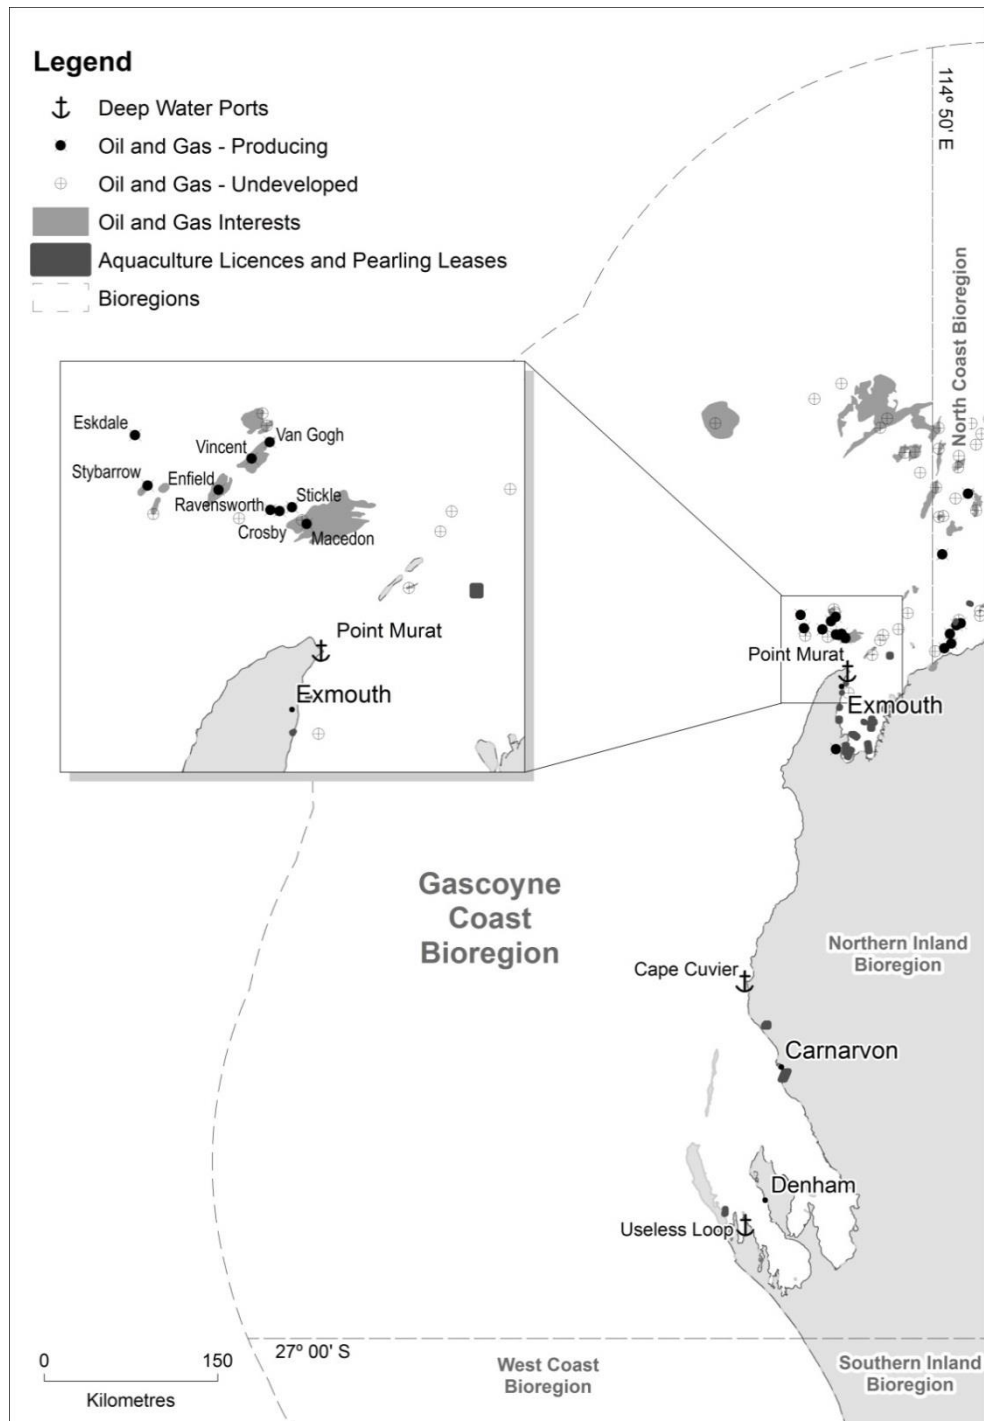 Legend
Deep Water Ports
Oil and Gas - Producing
Oil and Gas - Undeveloped
Oil and Gas Interests
Aquaculture Licences and Pearling Leases
Bioregions
114º 50' E
North Coast Bioregion
Eskdale
Van Gogh
Vincent
Stybarrow
Enfield
Ravensworth
Stickle
Crosby
Macedon
Point Murat
Exmouth
Point Murat
Exmouth
Gascoyne
Coast
Bioregion
Northern Inland
Bioregion
Cape Cuvier
Carnarvon
Denham
Useless Loop
27º 00' S
0
150
Kilometres
West Coast
Bioregion
Southern Inland
Bioregion